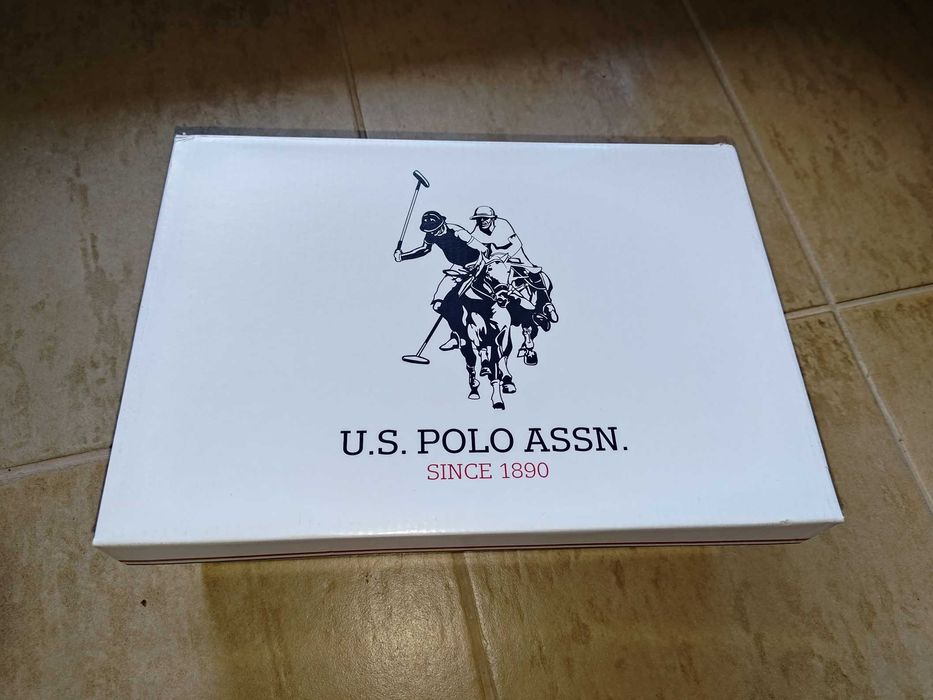 U.S. POLO ASSN.
SINCE 1890